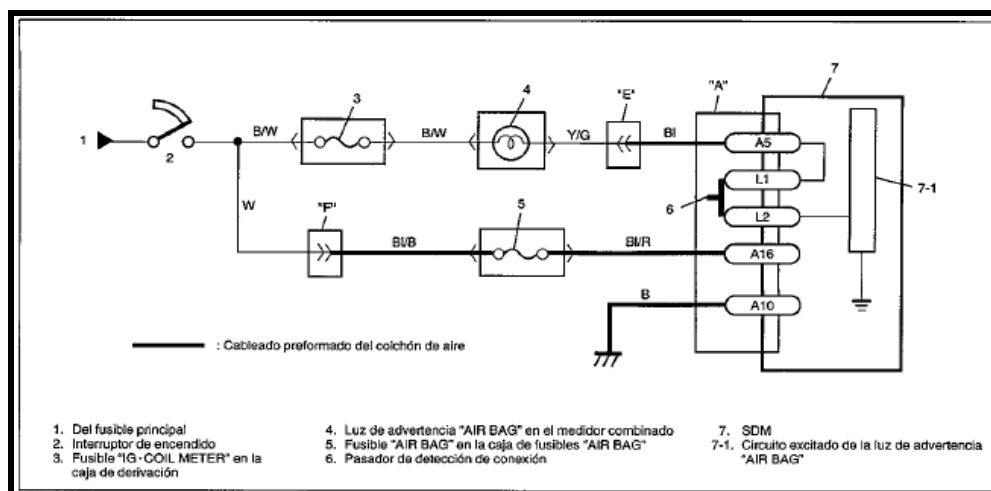 7
4
"A"
3
"E"
B/W
B/W
Y/G
Bl
A5
1
2
L1
7-1
6
L2
W
"F"
5
Bl/B
Bl/R
A16
B
A10
: Cableado preformado del colchón de aire
1. Del fusible principal
2. Interruptor de encendido
3. Fusible "IG·COIL METER" en la
caja de derivación
4. Luz de advertencia "AIR BAG" en el medidor combinado
5. Fusible "AIR BAG" en la caja de fusibles "AIR BAG"
6. Pasador de detección de conexión
7. SDM
7-1. Circuito excitado de la luz de advertencia
"AIR BAG"